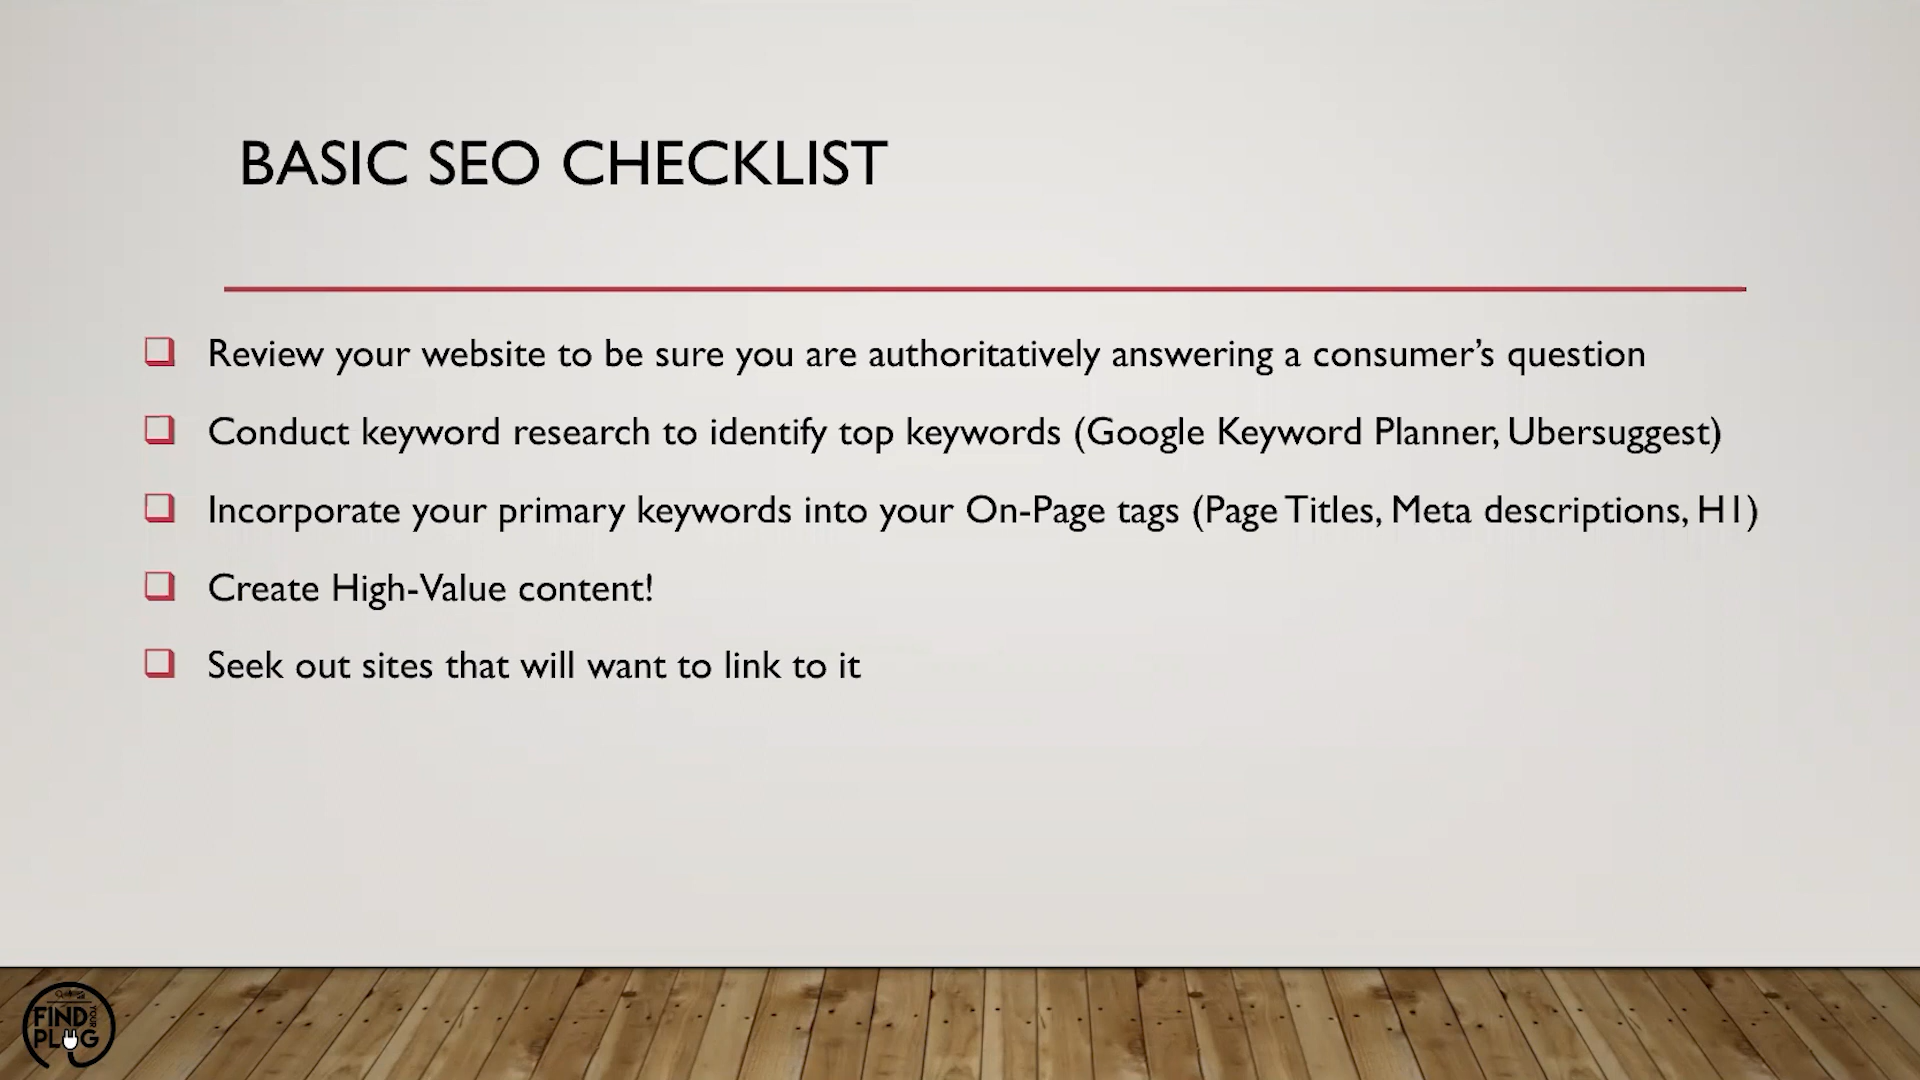 BASIC SEO CHECKLIST
Review your website to be sure you are authoritatively answering a consumer’s question
Conduct keyword research to identify top keywords (Google Keyword Planner, Ubersuggest)
Incorporate your primary keywords into your On-Page tags (Page Titles, Meta descriptions, H1)
Create High-Value content!
Seek out sites that will want to link to it
FIND YOUR
PLUG